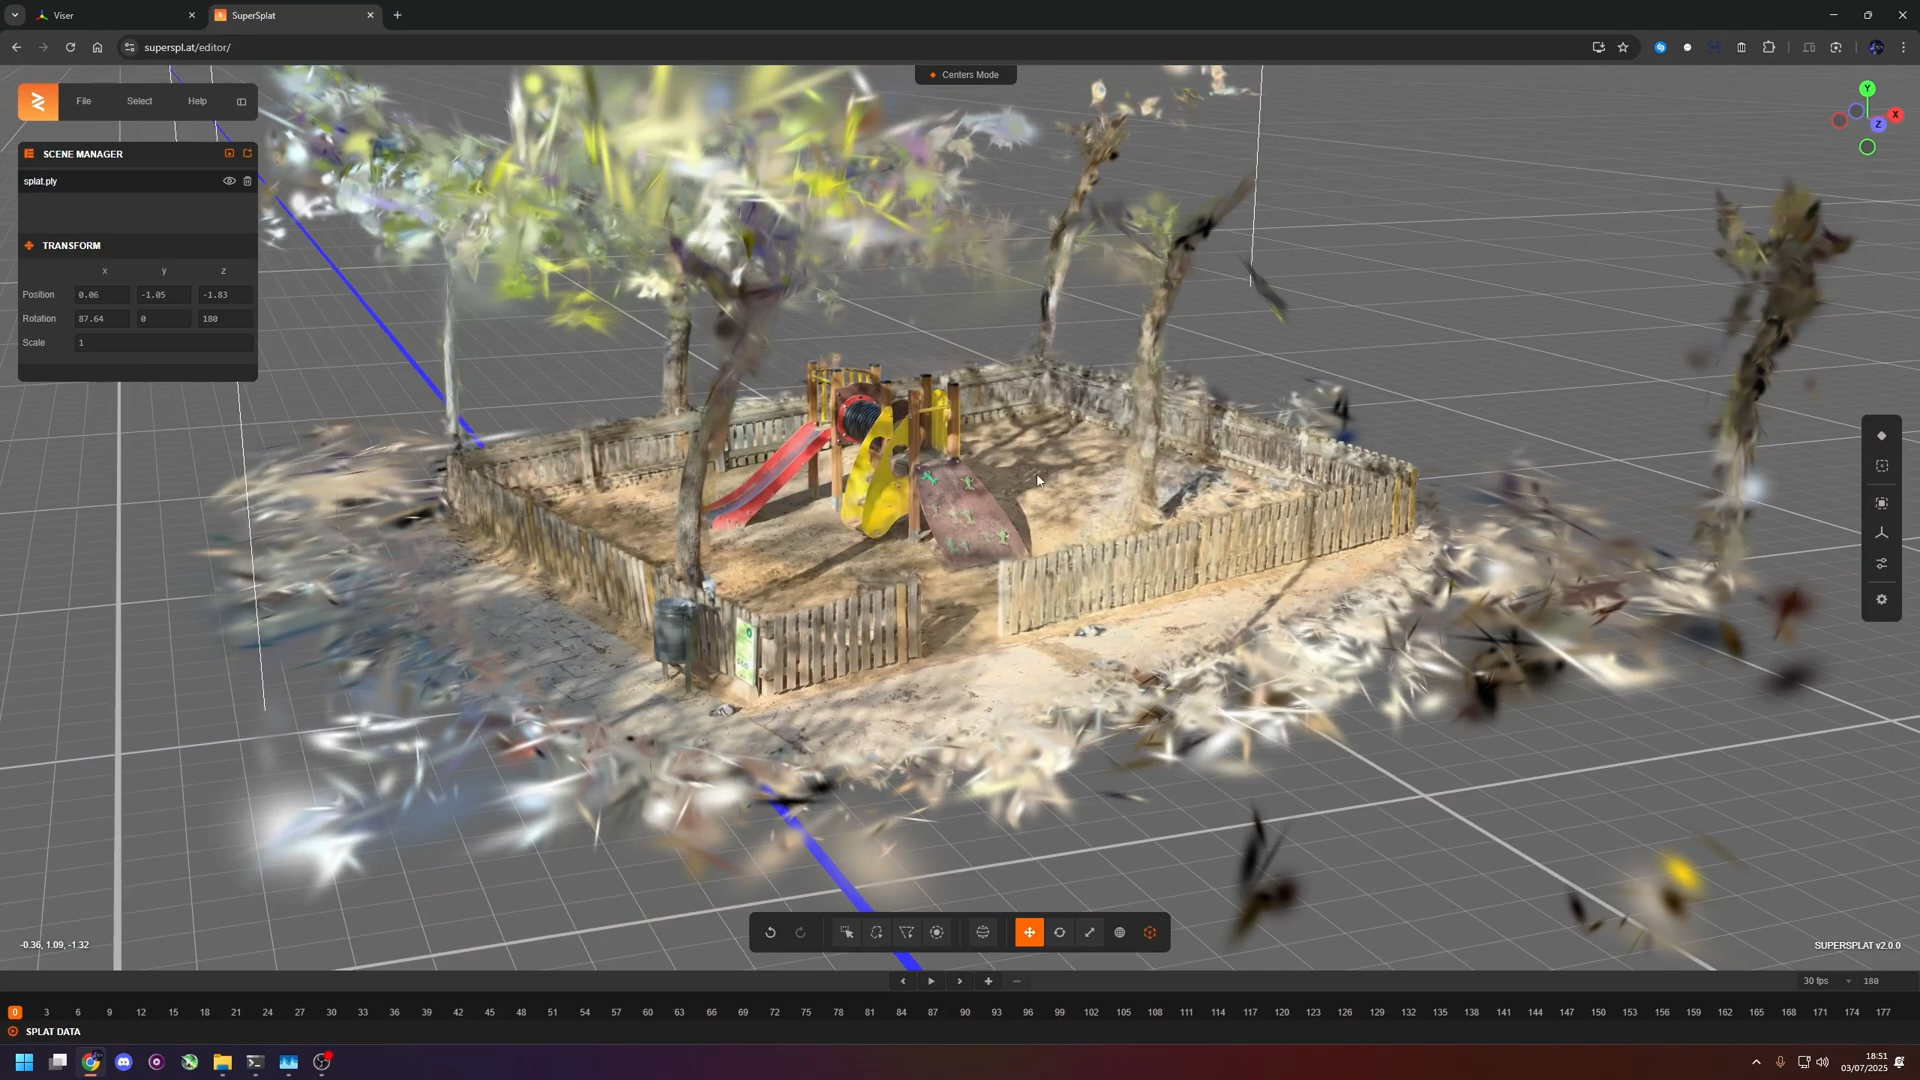 Viser
SuperSplat
superspl.at/editor/
Centers Mode
File Select Help
SCENE MANAGER
splat.ply
TRANSFORM
x y z
Position 0.06 -1.05 -1.83
Rotation 87.64 0 180
Scale 1
Y
X
Z
-0.36, 1.09, -1.32
SUPERSPLAT v2.0.0
30 fps 180
0 3 6 9 12 15 18 21 24 27 30 33 36 39 42 45 48 51 54 57 60 63 66 69 72 75 78 81 84 87 90 93 96 99 102 105 108 111 114 117 120 123 126 129 132 135 138 141 144 147 150 153 156 159 162 165 168 171 174 177
SPLAT DATA
18:51
03/07/2025